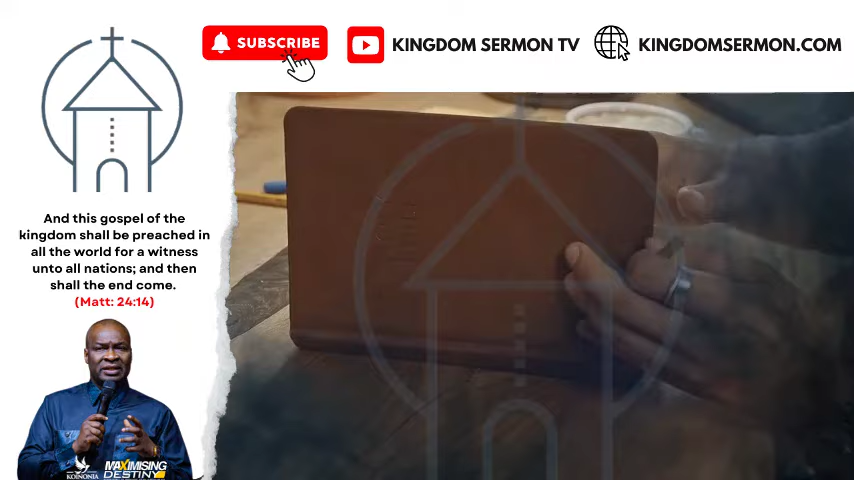 SUBSCRIBE
KINGDOM SERMON TV
KINGDOMSERMON.COM
And this gospel of the
kingdom shall be preached in
all the world for a witness
unto all nations; and then
shall the end come.
(Matt: 24:14)
KOINONIA
MAXIMISING
DESTINY